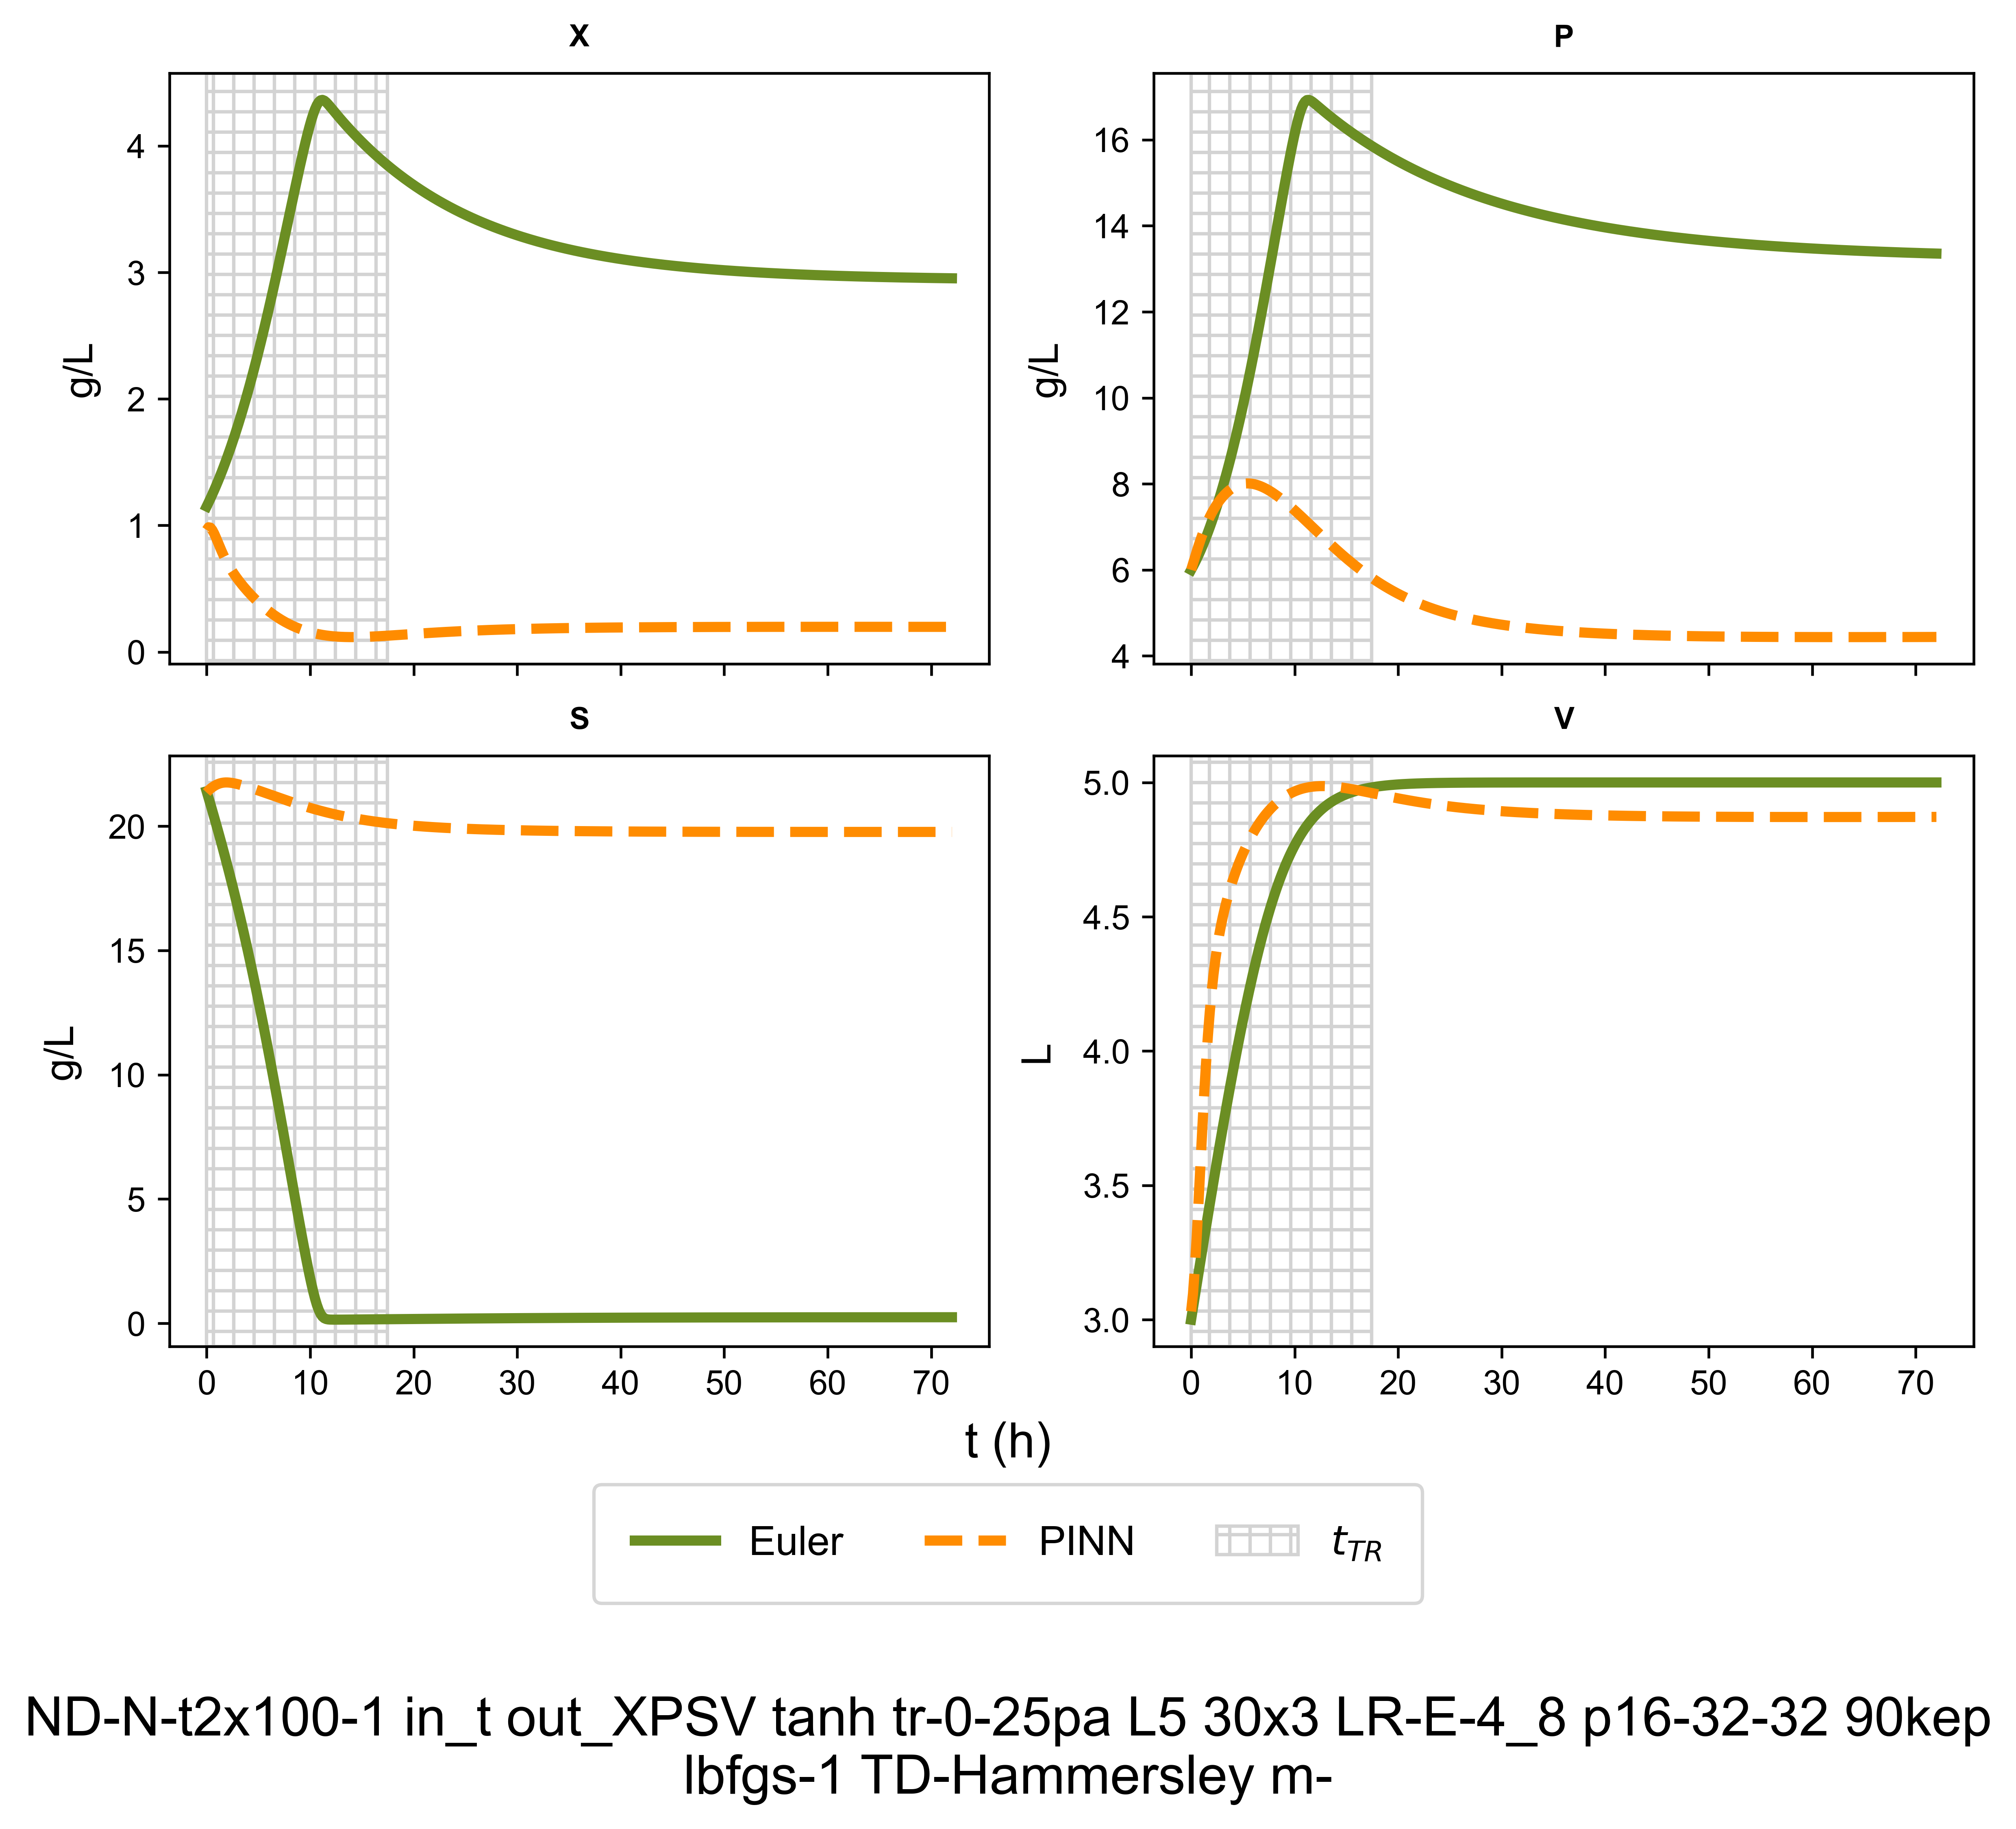 X
P
4
3
2
1
0
g/L
16
14
12
10
8
6
4
g/L
S
V
20
15
10
5
0
g/L
0 10 20 30 40 50 60 70
5.0
4.5
4.0
3.5
3.0
L
0 10 20 30 40 50 60 70
t (h)
Euler PINN t_TR
ND-N-t2x100-1 in_t out_XPSV tanh tr-0-25pa L5 30x3 LR-E-4_8 p16-32-32 90kep
lbfgs-1 TD-Hammersley m-